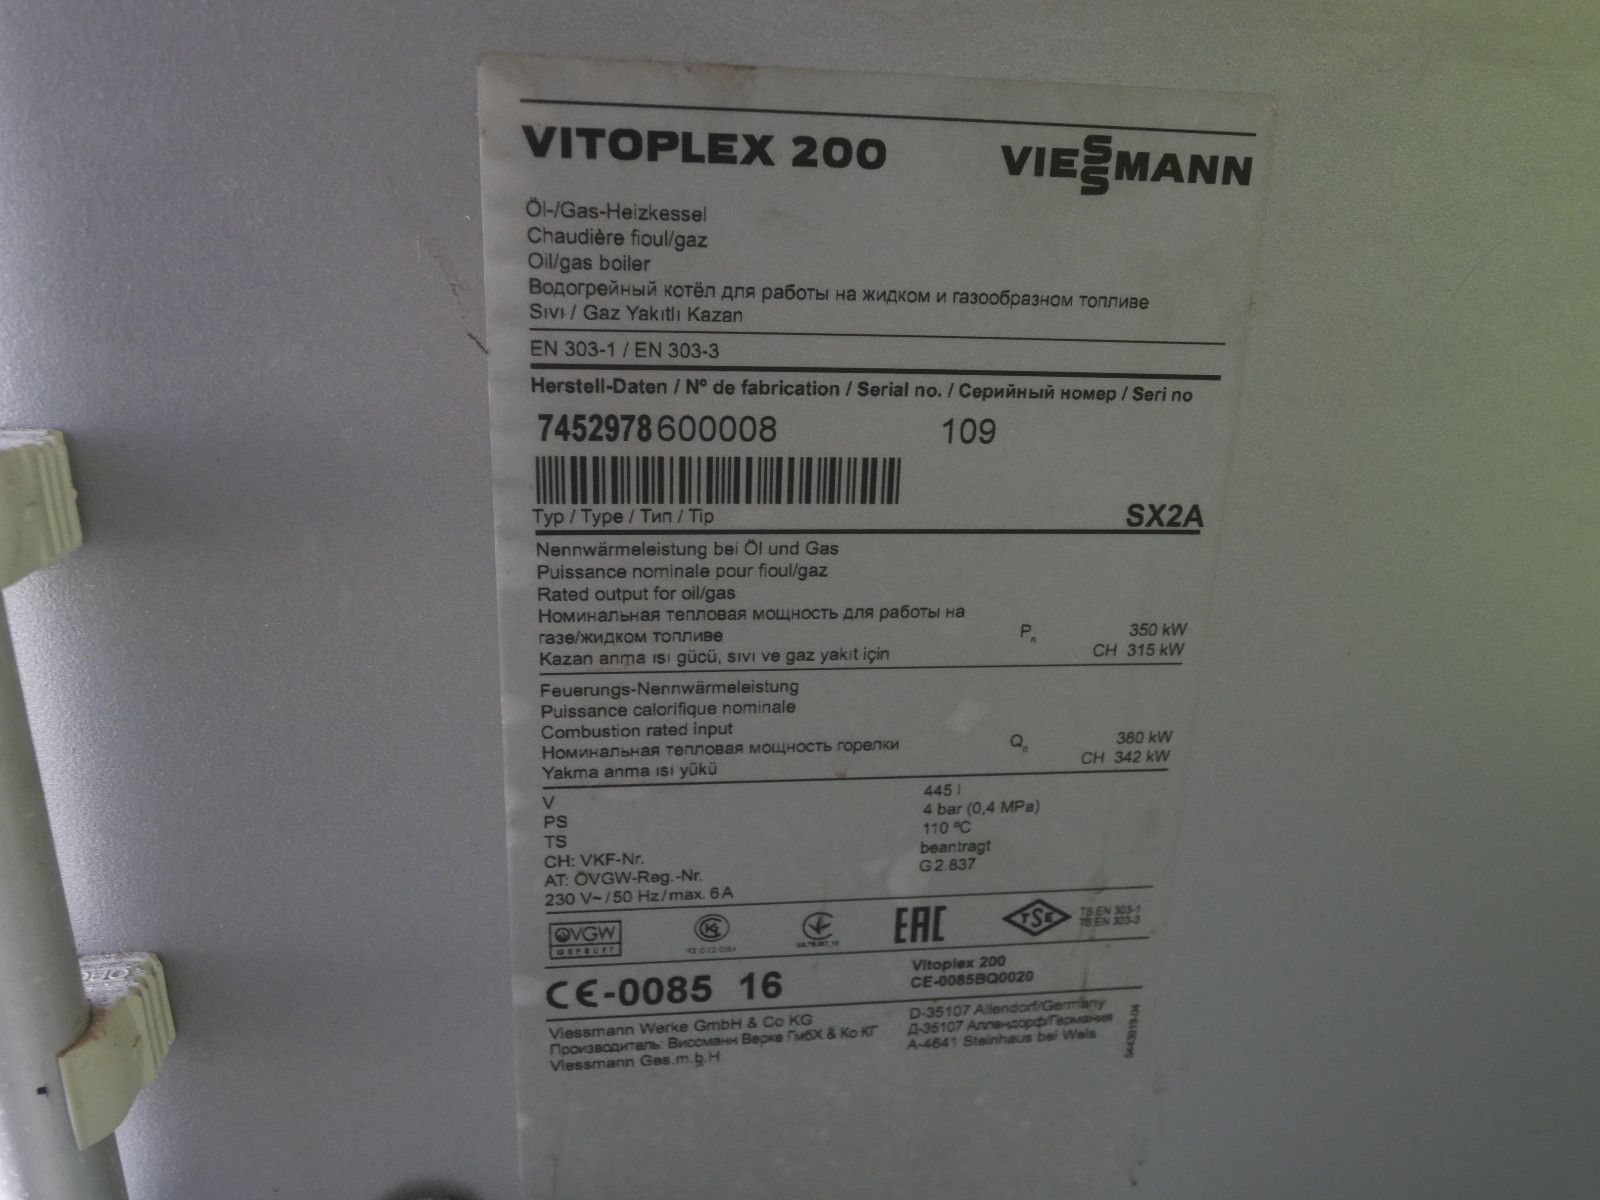 VITOPLEX 200 VIESSMANN
Öl-/Gas-Heizkessel
Chaudière fioul/gaz
Oil/gas boiler
Водогрейный котёл для работы на жидком и газообразном топливе
Sıvı / Gaz Yakıtlı Kazan
EN 303-1 / EN 303-3
Herstell-Daten / Nº de fabrication / Serial no. / Серийный номер / Seri no
7452978600008 109
Typ / Type / Тип / Tip SX2A
Nennwärmeleistung bei Öl und Gas
Puissance nominale pour fioul/gaz
Rated output for oil/gas
Номинальная тепловая мощность для работы на
газе/жидком топливе Pn 350 kW
Kazan anma ısı gücü, sıvı ve gaz yakıt için CH 315 kW
Feuerungs-Nennwärmeleistung
Puissance calorifique nominale
Combustion rated input
Номинальная тепловая мощность горелки Qn 380 kW
Yakma anma ısı yükü CH 342 kW
V 445 l
PS 4 bar (0,4 MPa)
TS 110 ºC
CH: VKF-Nr. beantragt
AT: ÖVGW-Reg.-Nr. G 2.837
230 V~ / 50 Hz / max. 6 A
ÖVGW
GEPRÜFT
EAC
TSE
TS EN 303-1
TS EN 303-3
CE-0085 16
Vitoplex 200
CE-0085BQ0020
Viessmann Werke GmbH & Co KG D-35107 Allendorf/Germany
Производитель: Виссманн Верке ГмбХ & Ко КГ Д-35107 Аллендорф/Германия
Viessmann Ges.m.b.H A-4641 Steinhaus bei Wels